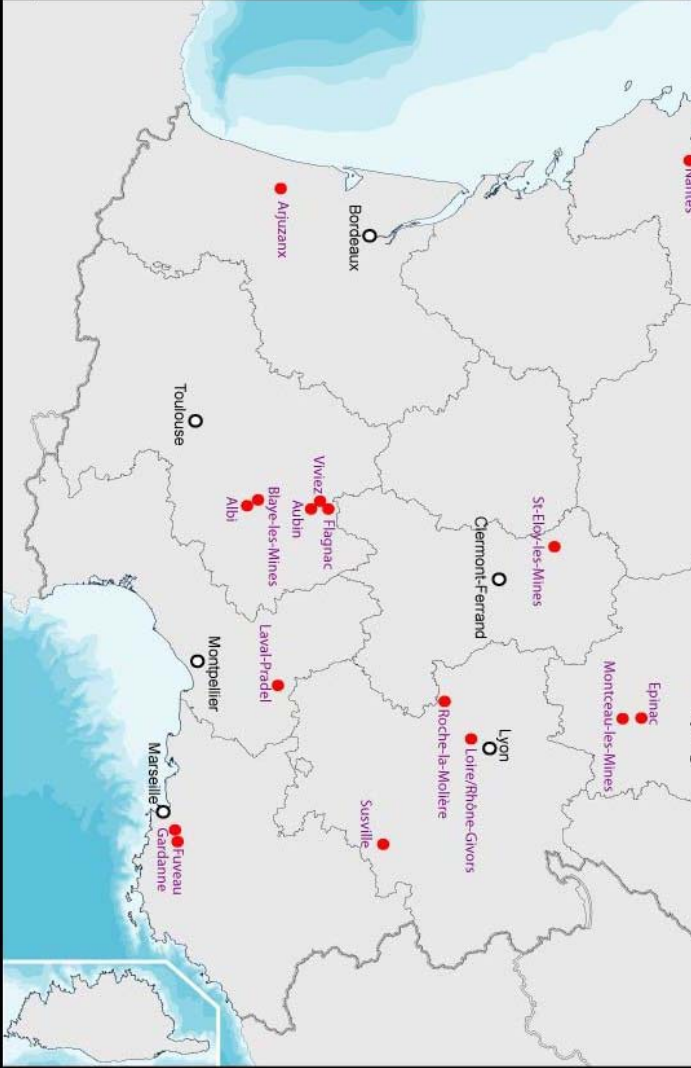 Nantes
Epinac
Montceau-les-Mines
St-Eloy-les-Mines
Lyon
Clermont-Ferrand
Loire/Rhône-Givors
Roche-la-Molière
Susville
Bordeaux
Flagnac
Viviez
Aubin
Arjuzanx
Blaye-les-Mines
Laval-Pradel
Albi
Montpellier
Toulouse
Fuveau
Gardanne
Marseille